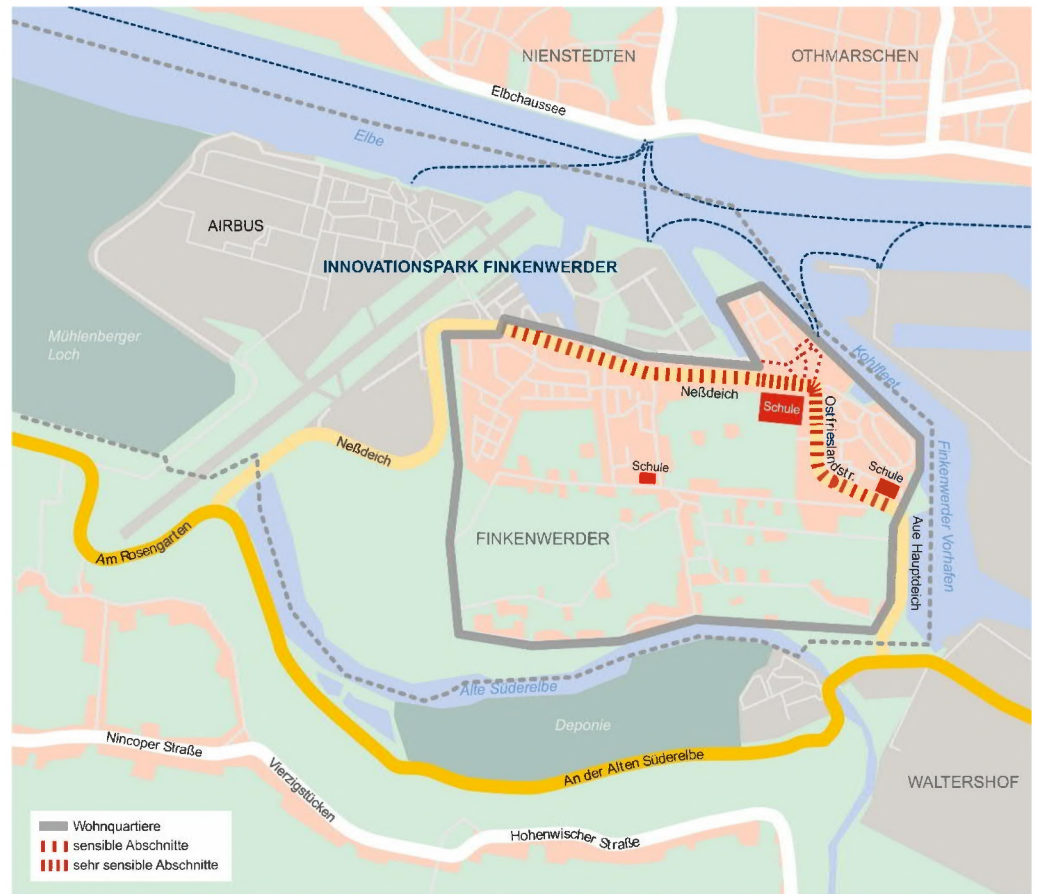 NIENSTEDTEN
OTHMARSCHEN
Elbchaussee
Elbe
AIRBUS
INNOVATIONSPARK FINKENWERDER
Mühlenberger
Loch
Kohlfleet
Neßdeich
Schule
Ostfrieslandstr.
Neßdeich
Schule
Schule
Finkenwerder Vorhafen
Am Rosengarten
FINKENWERDER
Aue Hauptdeich
Alte Süderelbe
Deponie
Nincoper Straße
An der Alten Süderelbe
Vierzigstücken
WALTERSHOF
Hohenwischer Straße
Wohnquartiere
sensible Abschnitte
sehr sensible Abschnitte